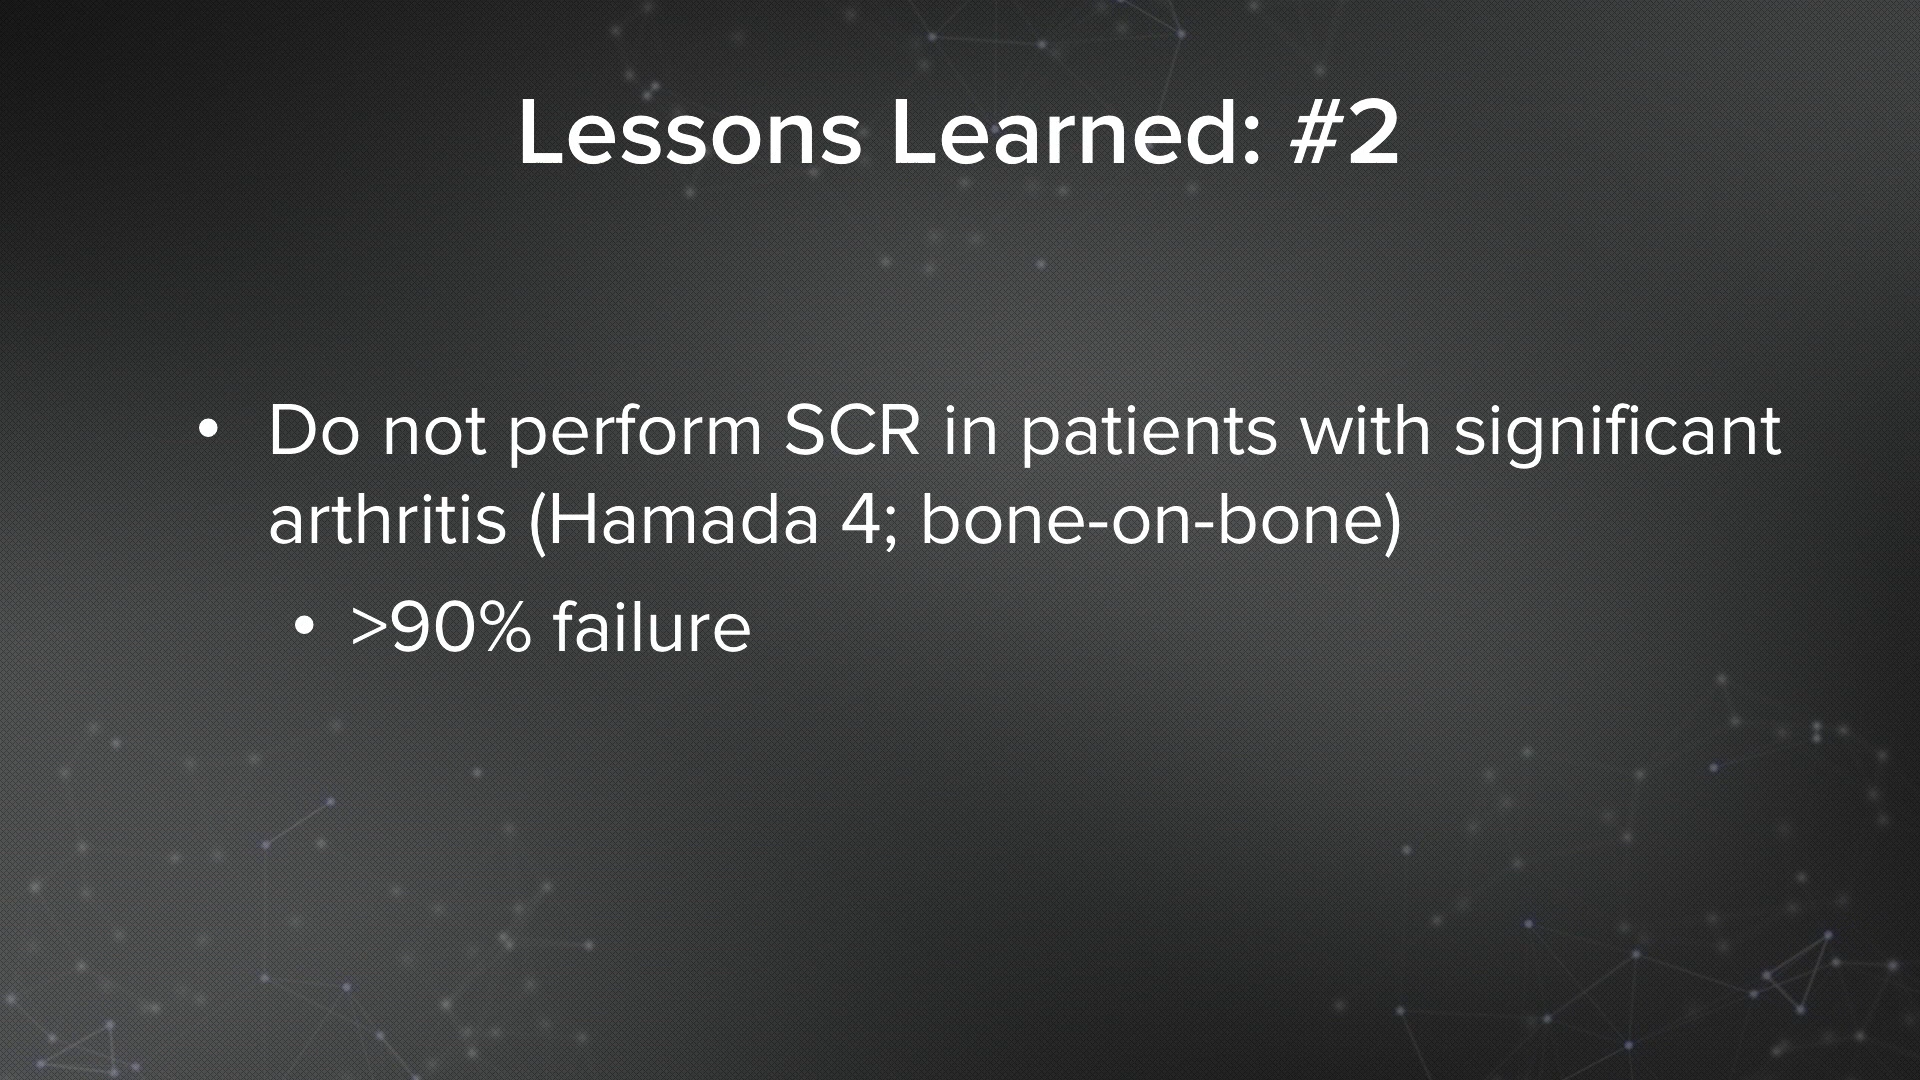 Lessons Learned: #2
• Do not perform SCR in patients with significant
arthritis (Hamada 4; bone-on-bone)
• >90% failure